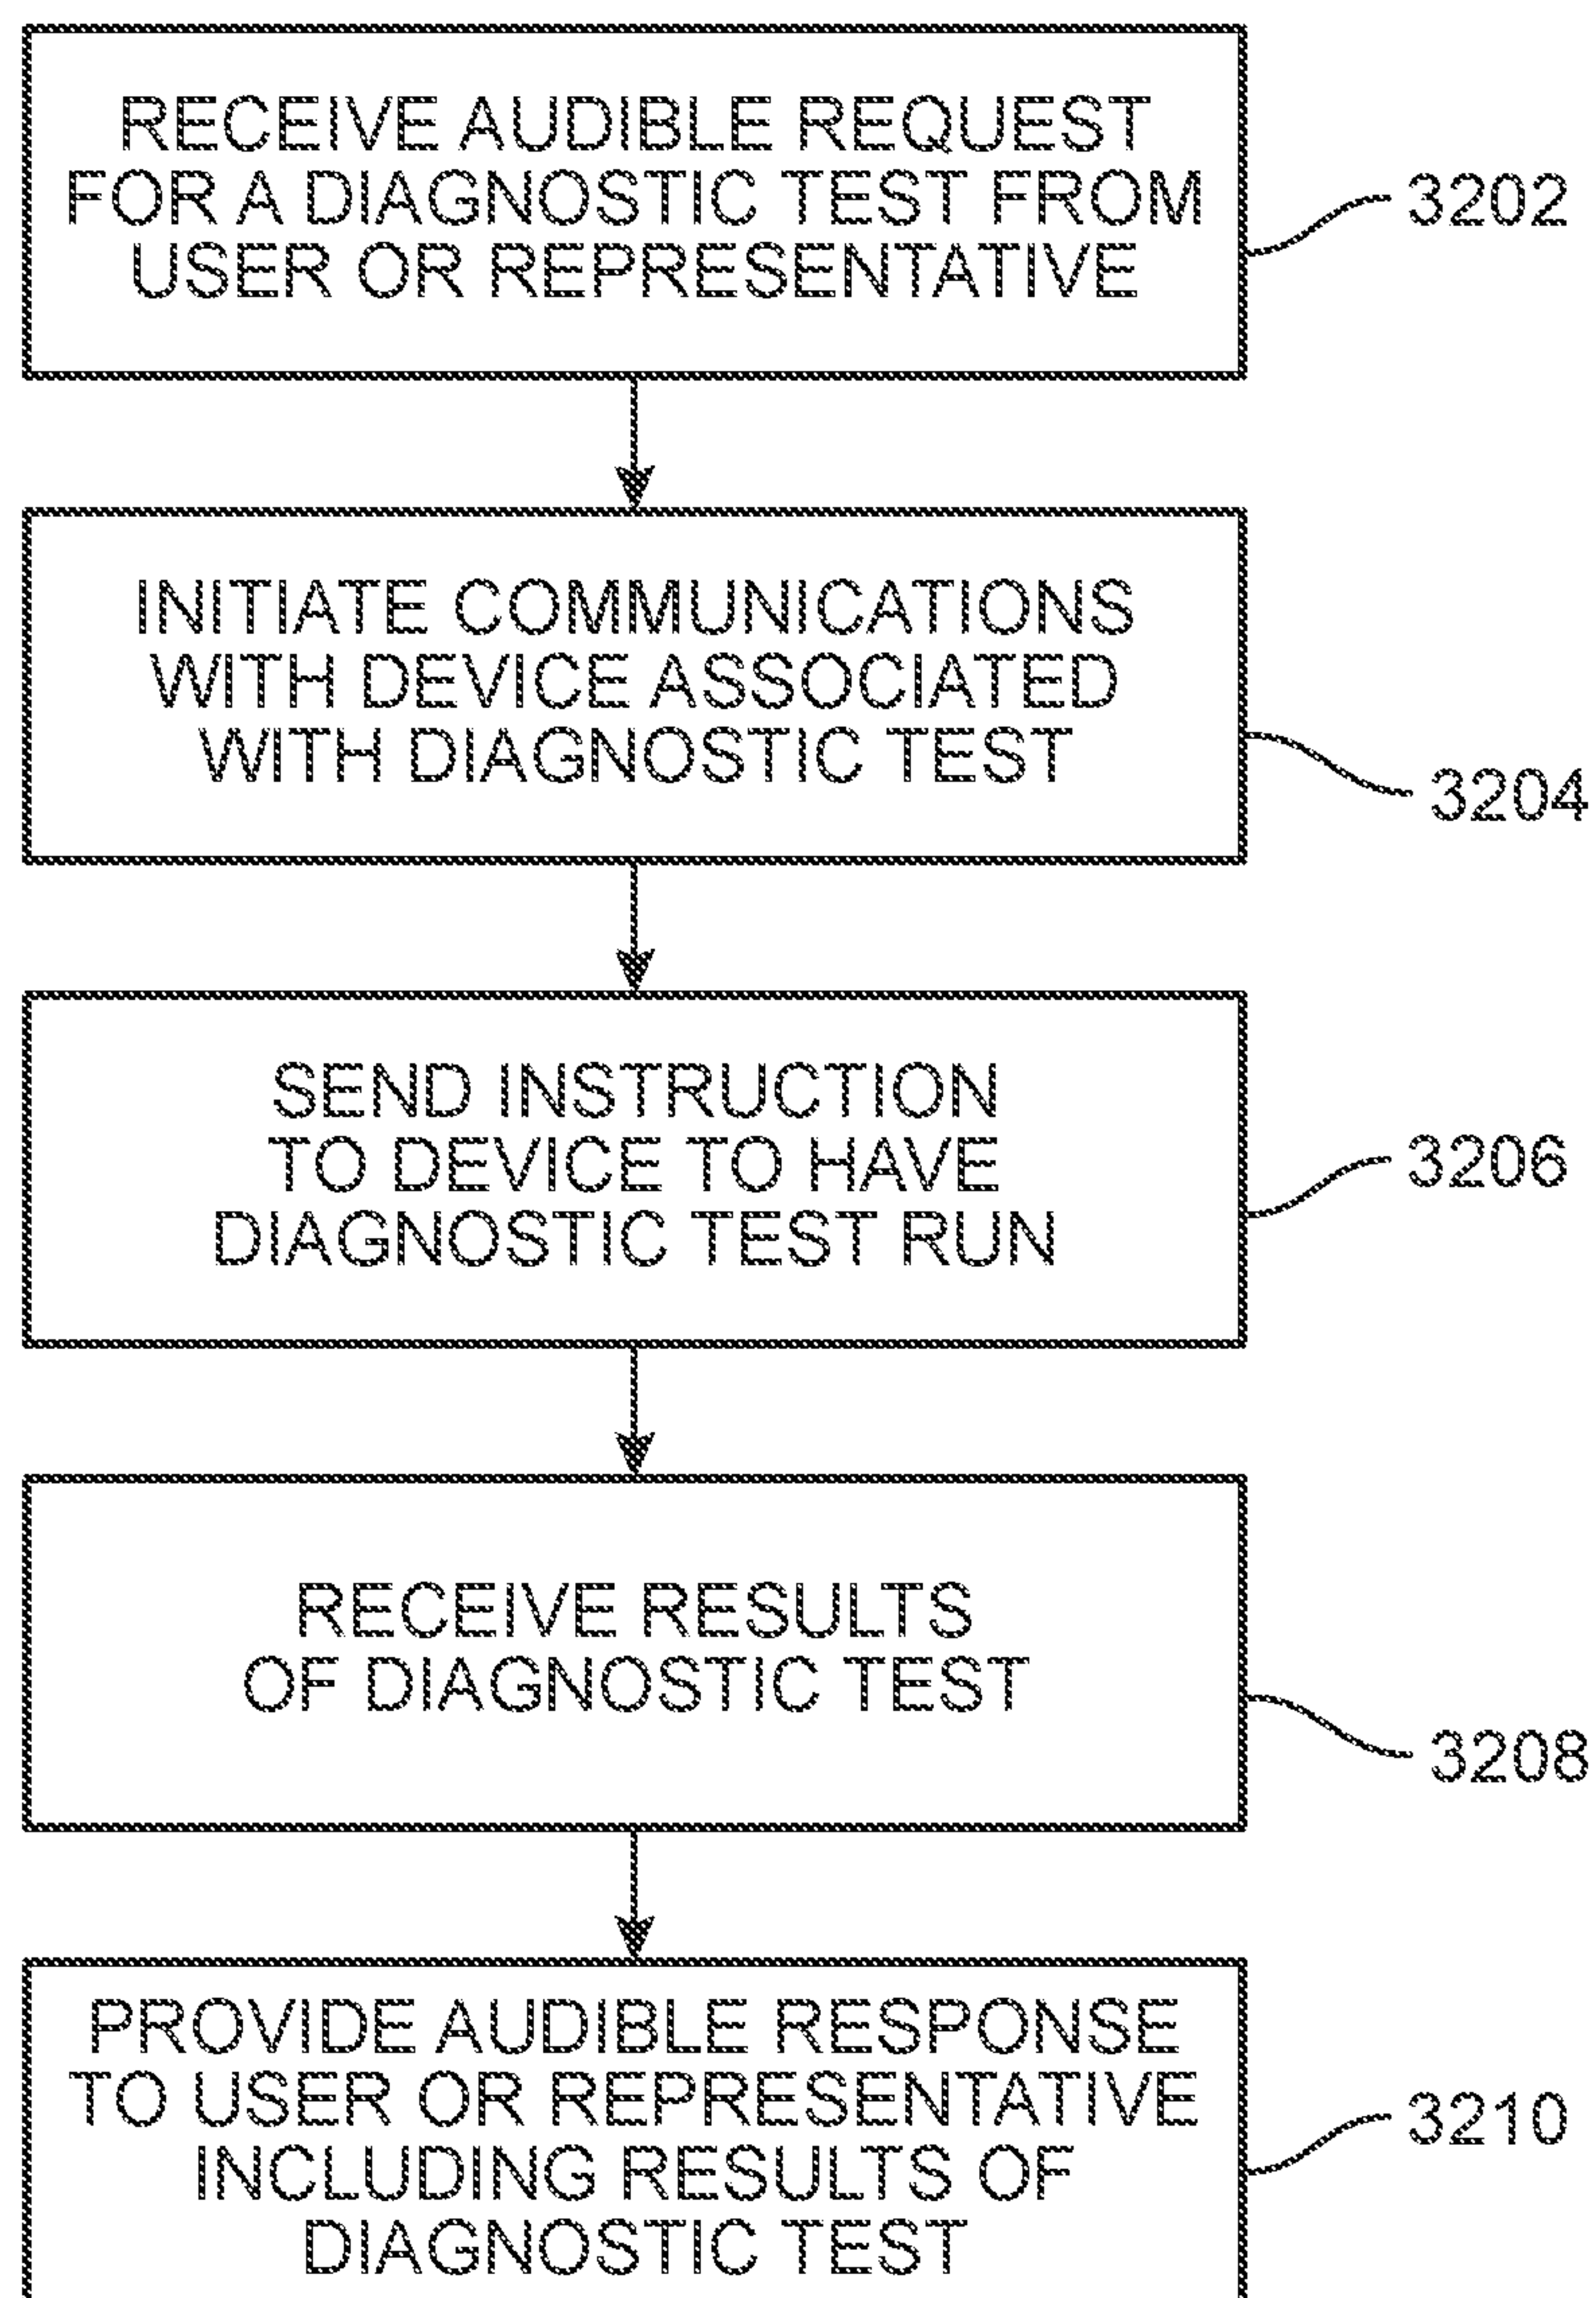 RECEIVE AUDIBLE REQUEST
FOR A DIAGNOSTIC TEST FROM
USER OR REPRESENTATIVE
3202
INITIATE COMMUNICATIONS
WITH DEVICE ASSOCIATED
WITH DIAGNOSTIC TEST
3204
SEND INSTRUCTION
TO DEVICE TO HAVE
DIAGNOSTIC TEST RUN
3206
RECEIVE RESULTS
OF DIAGNOSTIC TEST
3208
PROVIDE AUDIBLE RESPONSE
TO USER OR REPRESENTATIVE
INCLUDING RESULTS OF
DIAGNOSTIC TEST
3210